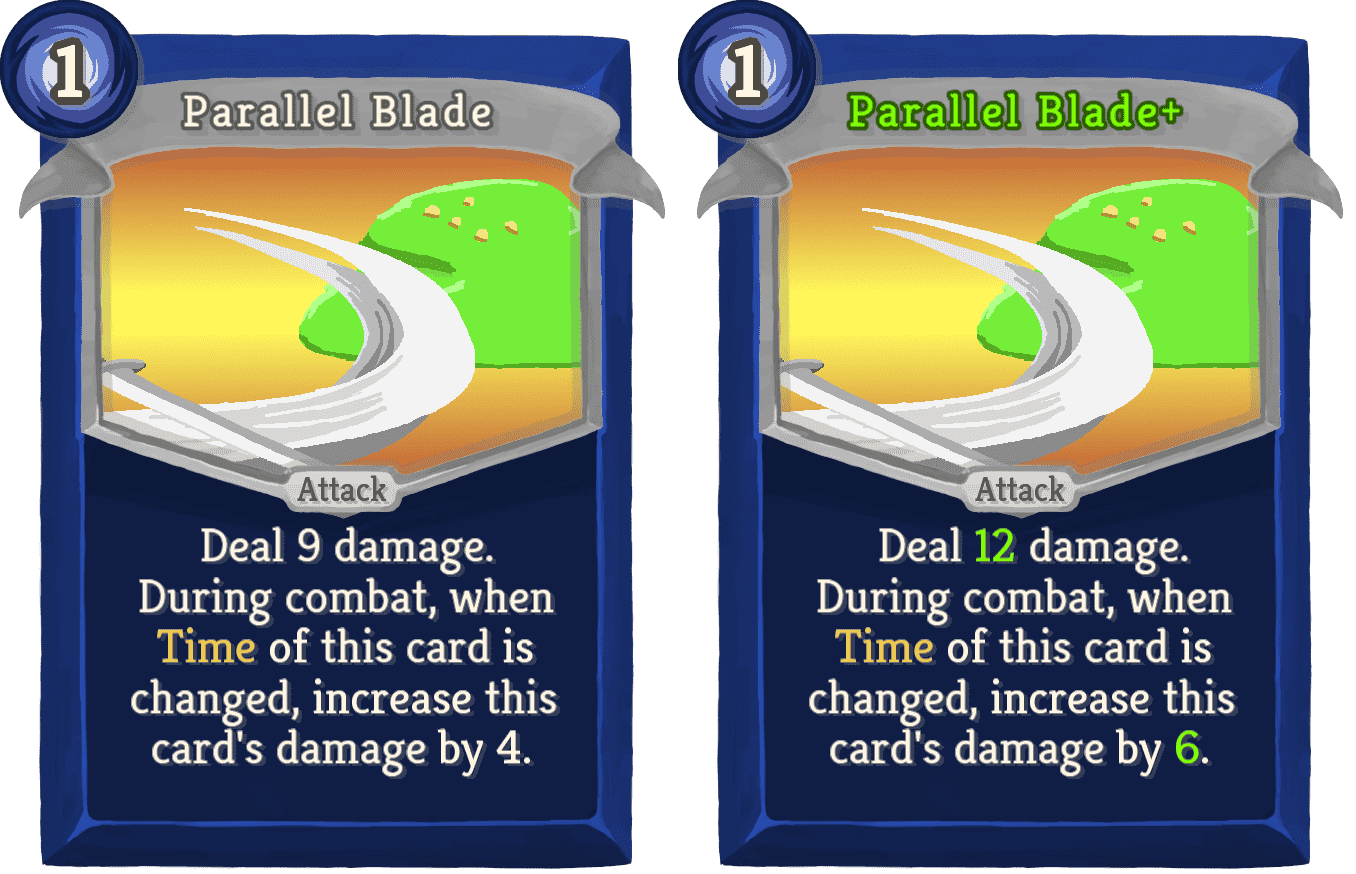 1
Parallel Blade
Attack
Deal 9 damage.
During combat, when
Time of this card is
changed, increase this
card's damage by 4.
1
Parallel Blade+
Attack
Deal 12 damage.
During combat, when
Time of this card is
changed, increase this
card's damage by 6.